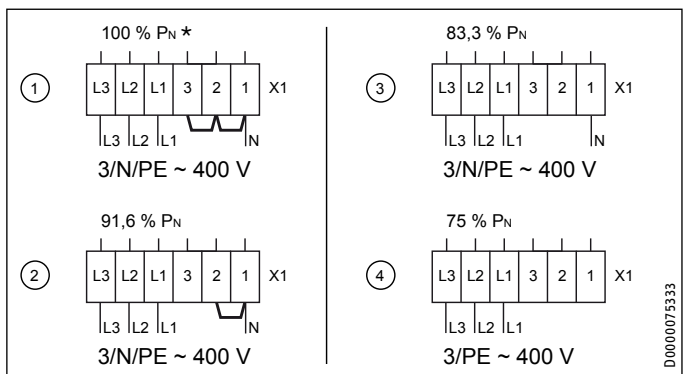 100 % PN *
1
L3 L2 L1 3 2 1 X1
L3 L2 L1 N
3/N/PE ~ 400 V
91,6 % PN
2
L3 L2 L1 3 2 1 X1
L3 L2 L1 N
3/N/PE ~ 400 V
83,3 % PN
3
L3 L2 L1 3 2 1 X1
L3 L2 L1 N
3/N/PE ~ 400 V
75 % PN
4
L3 L2 L1 3 2 1 X1
L3 L2 L1
3/PE ~ 400 V
D0000075333